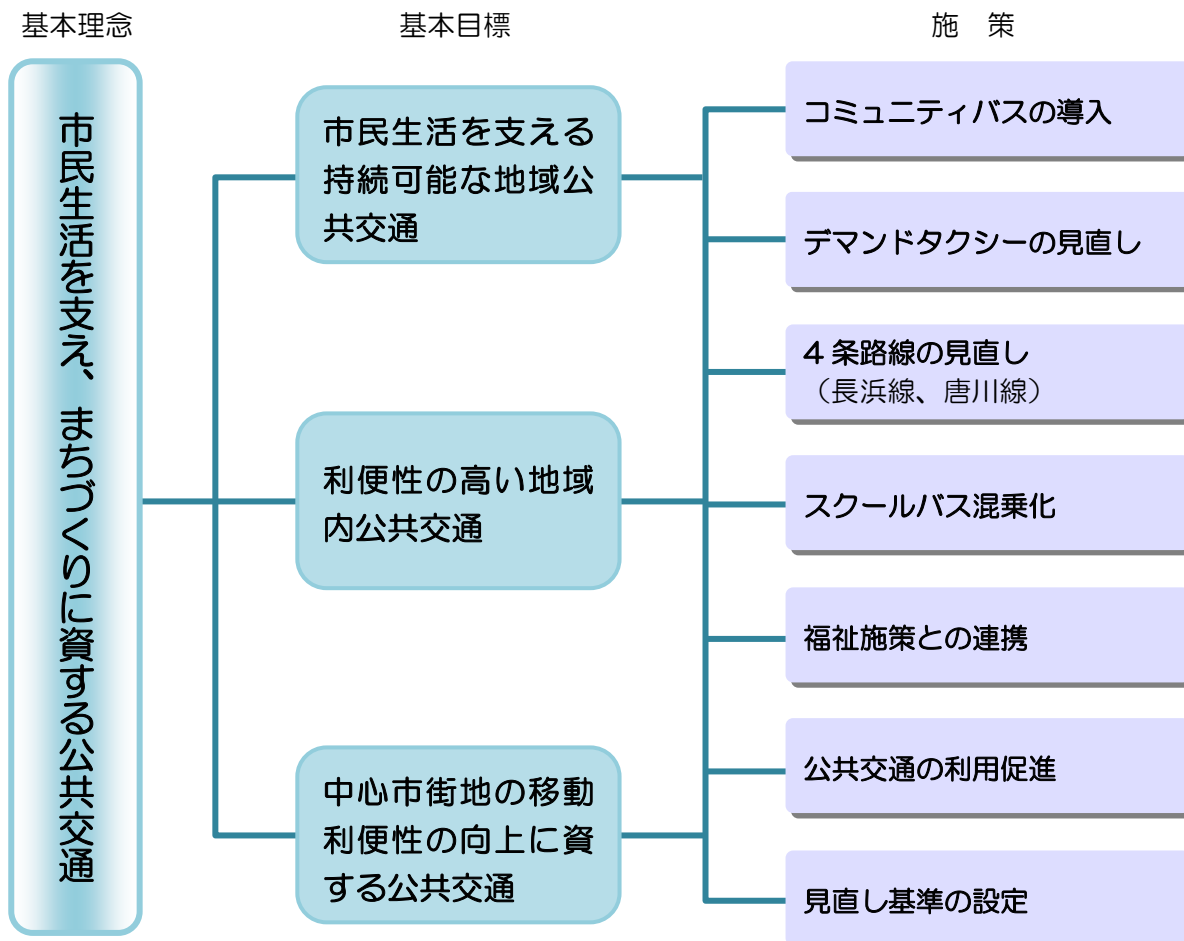 基本理念
基本目標
施　策
市民生活を支え、まちづくりに資する公共交通
市民生活を支える
持続可能な地域公
共交通
利便性の高い地域
内公共交通
中心市街地の移動
利便性の向上に資
する公共交通
コミュニティバスの導入
デマンドタクシーの見直し
4 条路線の見直し
（長浜線、唐川線）
スクールバス混乗化
福祉施策との連携
公共交通の利用促進
見直し基準の設定